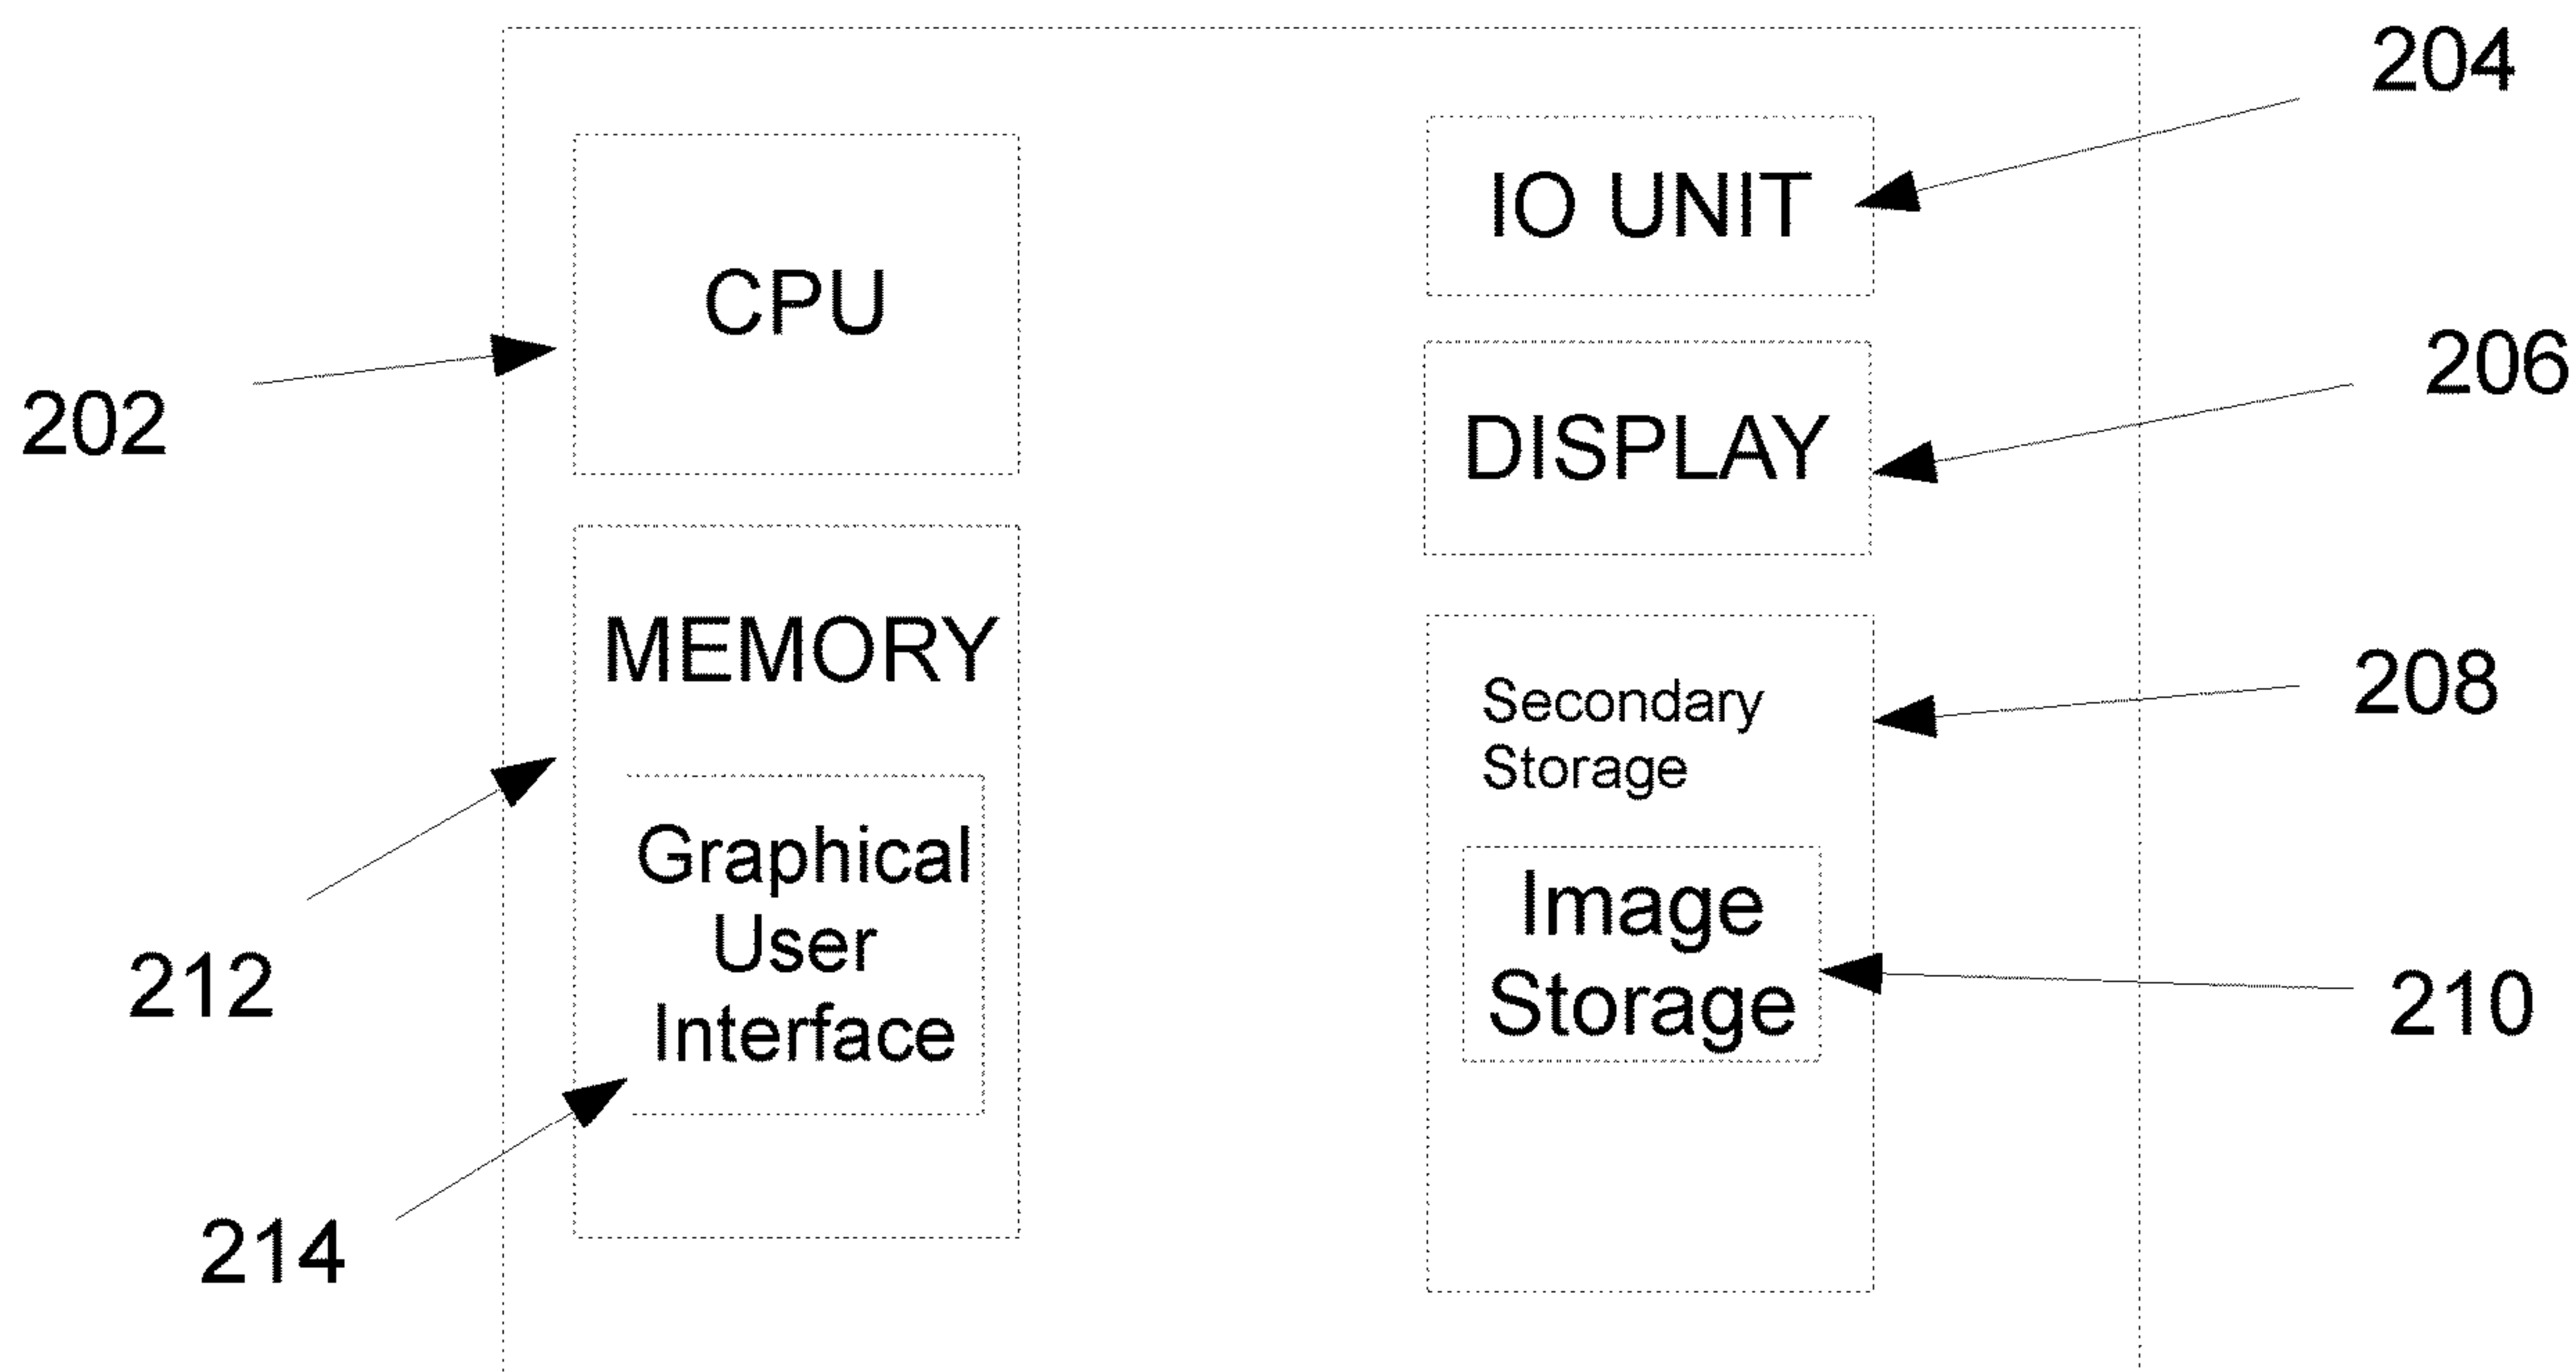 204
IO UNIT
CPU
206
202
DISPLAY
MEMORY
208
Secondary
Storage
Graphical
User
Interface
Image
Storage
212
210
214